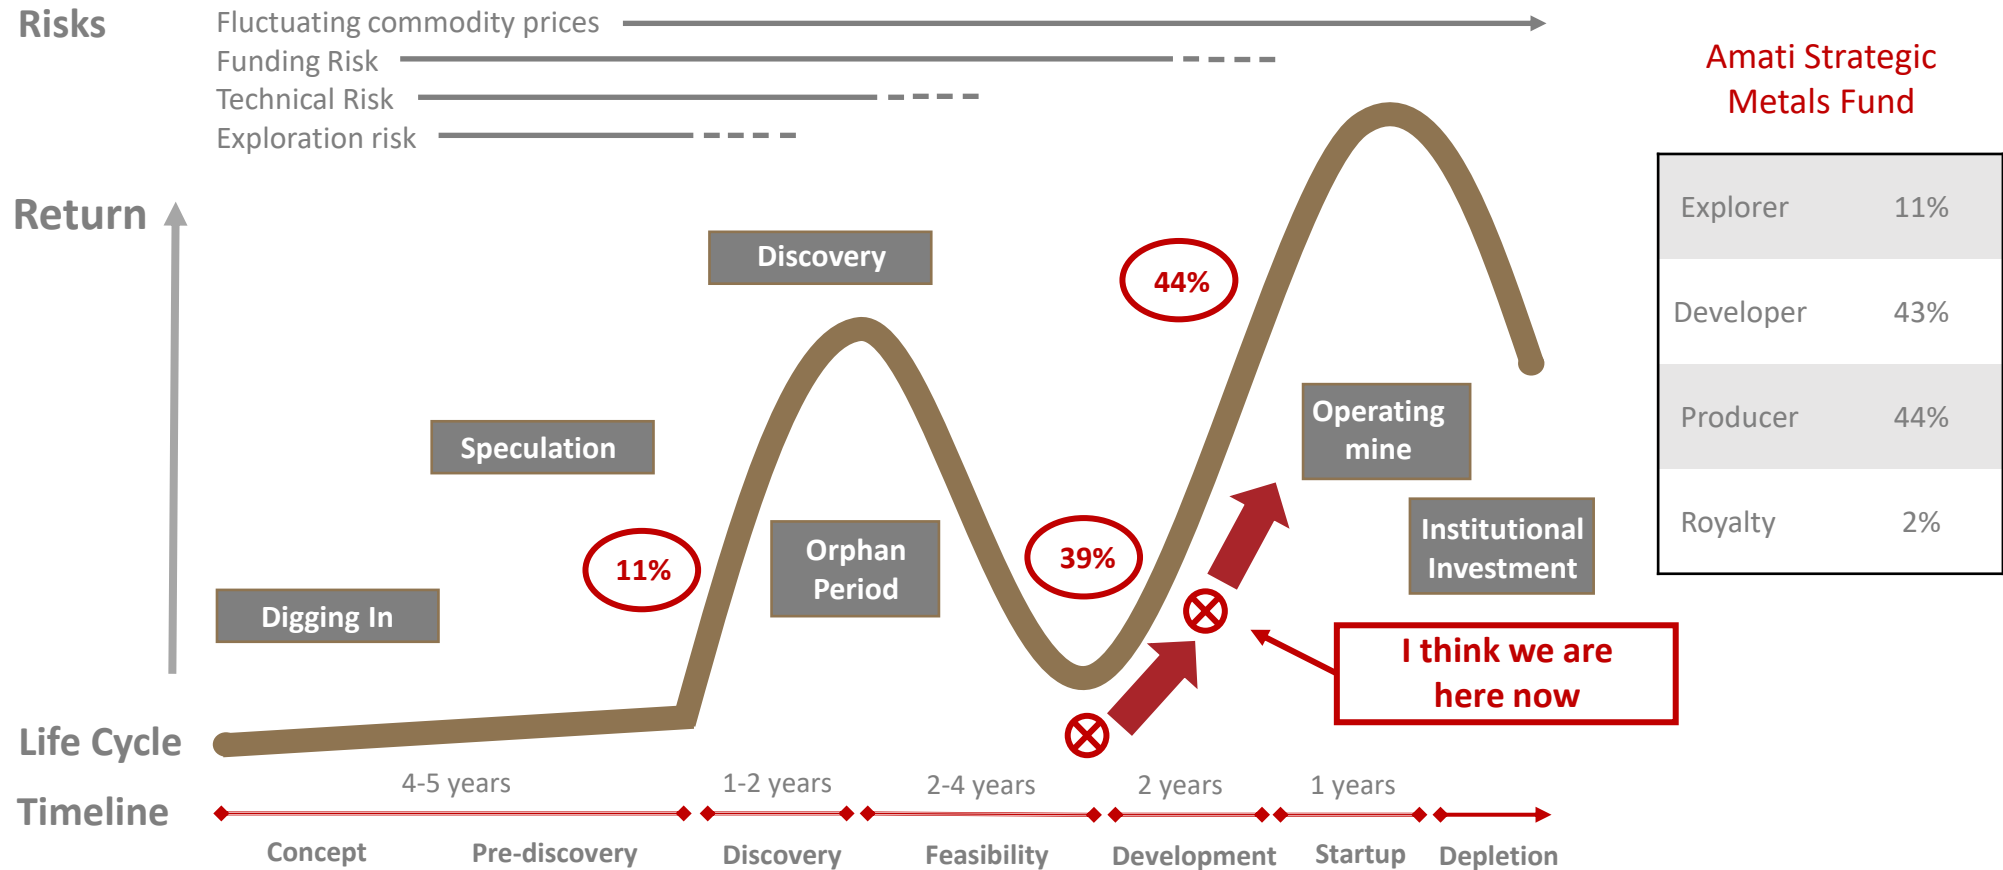 Risks
Fluctuating commodity prices
Funding Risk
Technical Risk
Exploration risk
Amati Strategic
Metals Fund
Return
Explorer 11%
Developer 43%
Producer 44%
Royalty 2%
Discovery
44%
Speculation
Operating
mine
11%
Orphan
Period
39%
Institutional
Investment
Digging In
I think we are
here now
Life Cycle
4-5 years 1-2 years 2-4 years 2 years 1 years
Timeline
Concept Pre-discovery Discovery Feasibility Development Startup Depletion